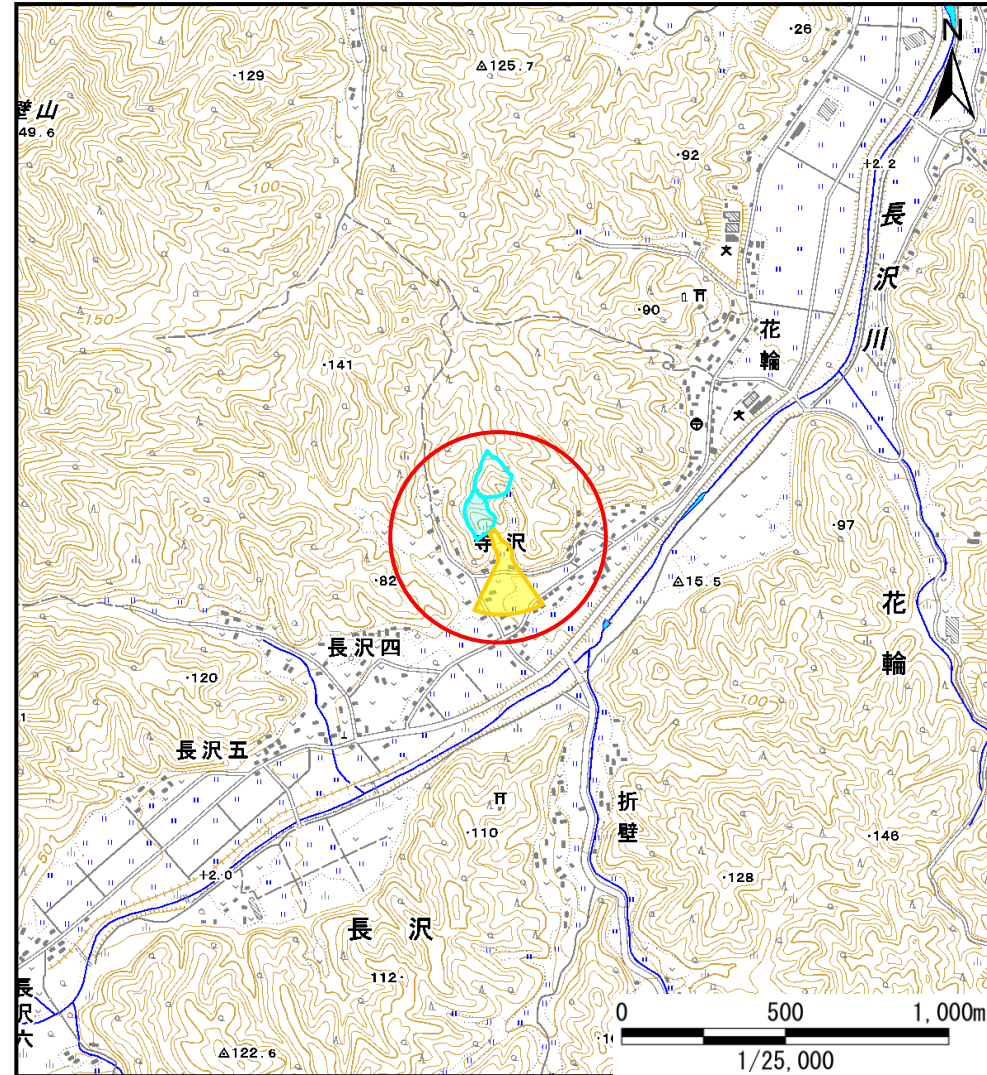 ・26
N
△125.7
・129
壁山
49.6
・92
+2.2
100
50
長沢川
・90
花輪
150
・141
・97
寺沢
・82
△15.5
花輪
長沢四
・120
100
長沢五
折壁
・110
・146
50
+2.0
・128
長沢
112・
長沢六
△122.6
0 500 1,000m
1/25,000